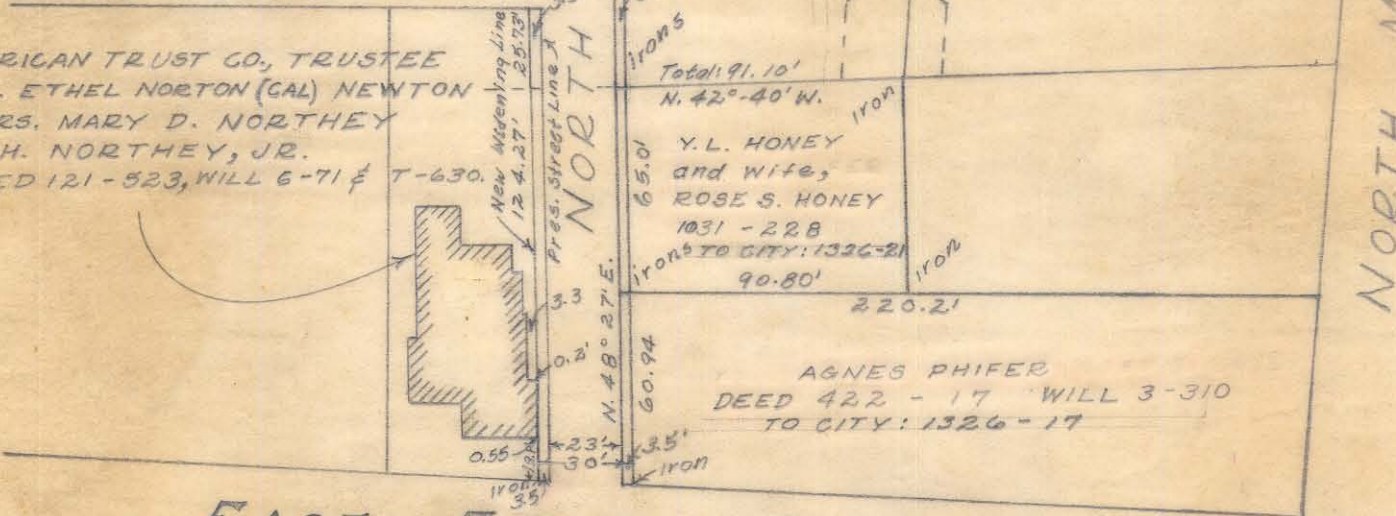 RICAN TRUST CO., TRUSTEE
. ETHEL NORTON (CAL) NEWTON
RS. MARY D. NORTHEY
H. NORTHEY, JR.
ED 121-523, WILL 6-71 & T-630.
New Widening Line
25.73'
124.27'
Pres. Street Line
NORTH
N. 48° 27' E.
3.3
0.2'
0.55
23'
30'
3.5'
iron
iron
3.5'
irons
Total: 91.10'
N. 42°-40' W.
iron
65.0'
Y.L. HONEY
and wife,
ROSE S. HONEY
1031 - 228
TO CITY: 1326-21
irons
90.80'
iron
220.2'
60.94
AGNES PHIFER
DEED 422 - 17 WILL 3-310
TO CITY: 1326-17
NORTH